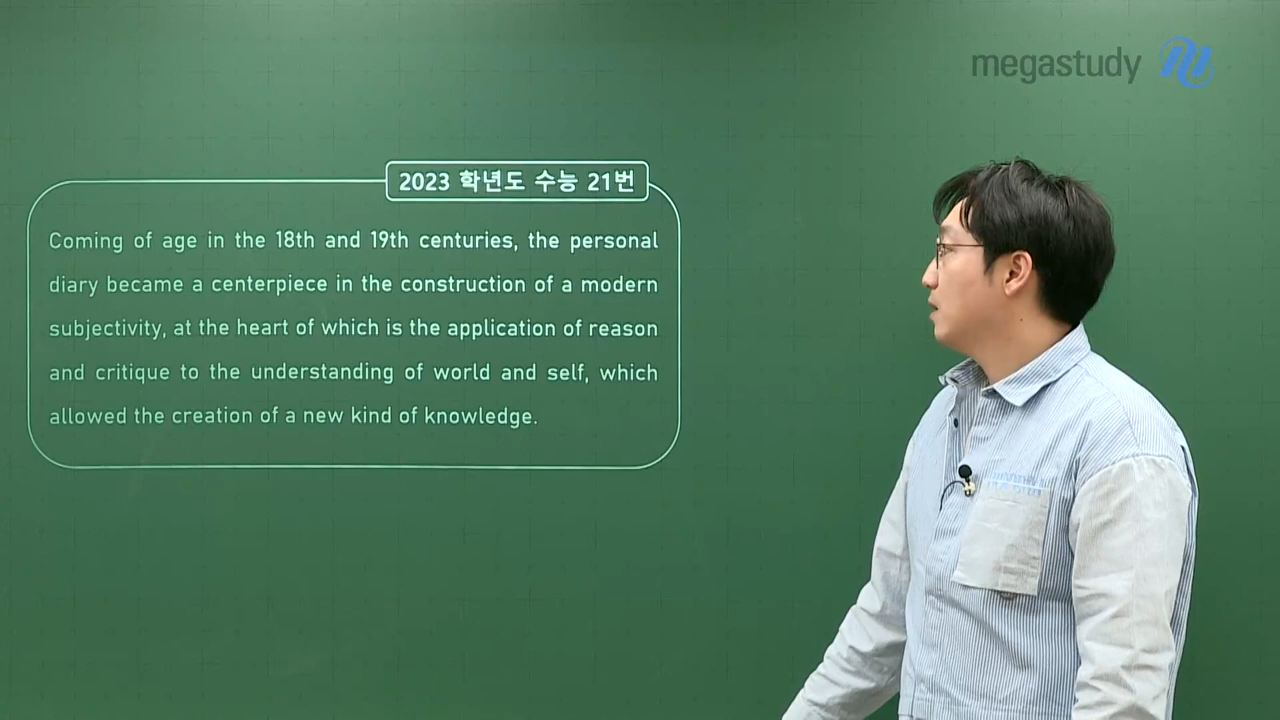 megastudy
2023 학년도 수능 21번
Coming of age in the 18th and 19th centuries, the personal
diary became a centerpiece in the construction of a modern
subjectivity, at the heart of which is the application of reason
and critique to the understanding of world and self, which
allowed the creation of a new kind of knowledge.